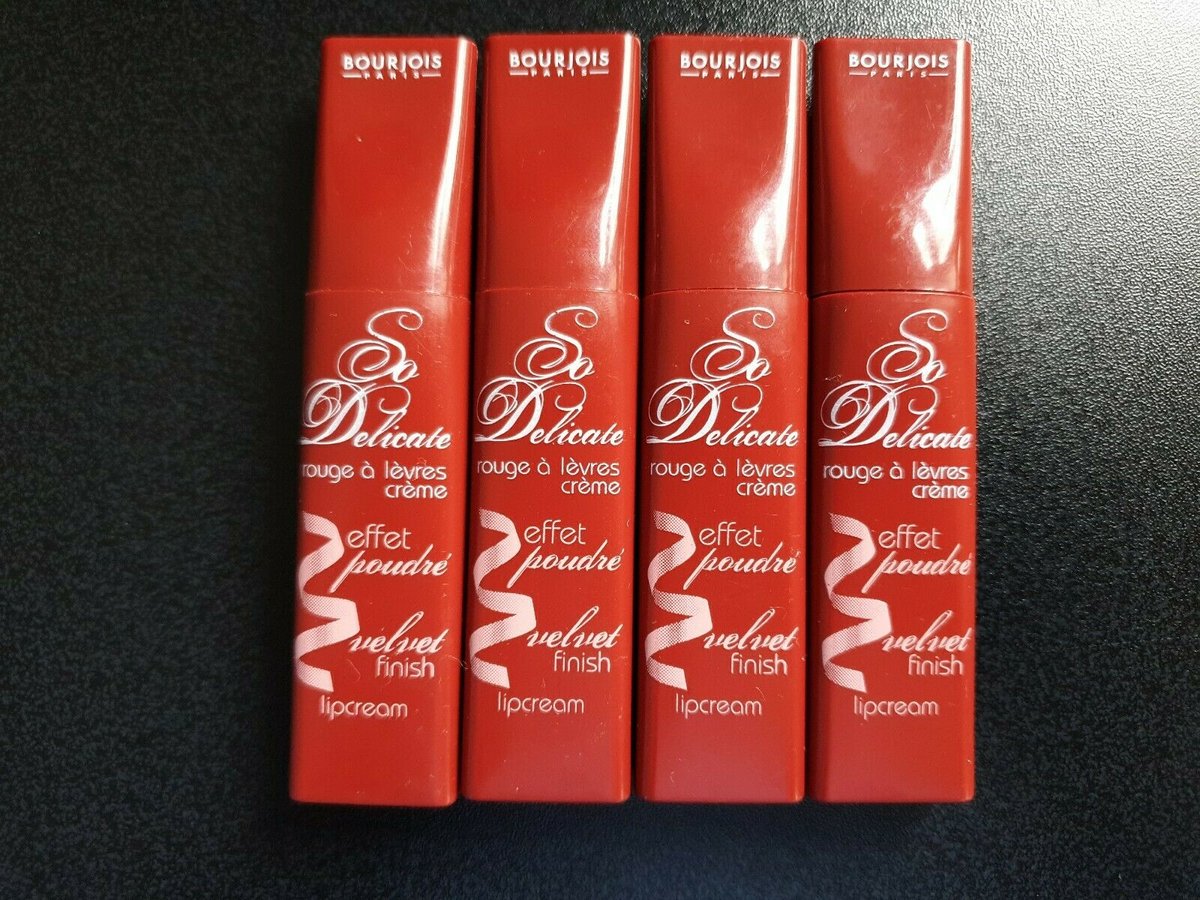 BOURJOIS
PARIS
So
Delicate
rouge à lèvres
crème
effet
poudré
velvet
finish
lipcream
BOURJOIS
PARIS
So
Delicate
rouge à lèvres
crème
effet
poudré
velvet
finish
lipcream
BOURJOIS
PARIS
So
Delicate
rouge à lèvres
crème
effet
poudré
velvet
finish
lipcream
BOURJOIS
PARIS
So
Delicate
rouge à lèvres
crème
effet
poudré
velvet
finish
lipcream